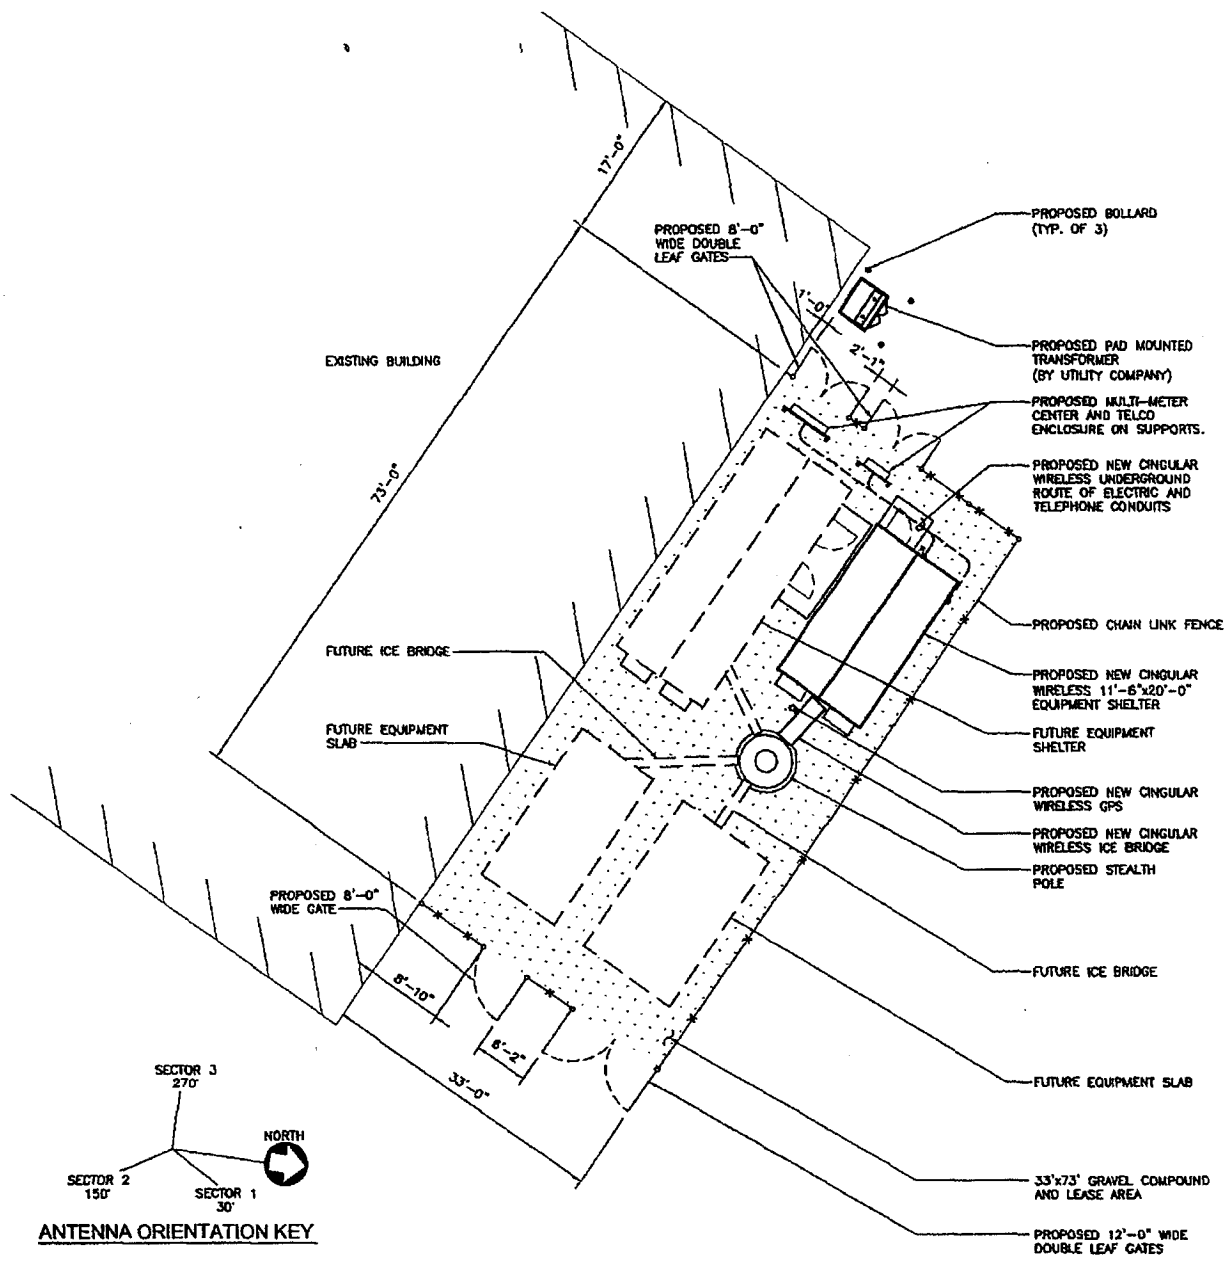 17'-0"
PROPOSED 8'-0"
WIDE DOUBLE
LEAF GATES
PROPOSED BOLLARD
(TYP. OF 3)
1'-0"
2'-1"
PROPOSED PAD MOUNTED
TRANSFORMER
(BY UTILITY COMPANY)
EXISTING BUILDING
PROPOSED MULTI-METER
CENTER AND TELCO
ENCLOSURE ON SUPPORTS.
73'-0"
PROPOSED NEW CINGULAR
WIRELESS UNDERGROUND
ROUTE OF ELECTRIC AND
TELEPHONE CONDUITS
PROPOSED CHAIN LINK FENCE
FUTURE ICE BRIDGE
PROPOSED NEW CINGULAR
WIRELESS 11'-6"x20'-0"
EQUIPMENT SHELTER
FUTURE EQUIPMENT
SLAB
FUTURE EQUIPMENT
SHELTER
PROPOSED NEW CINGULAR
WIRELESS GPS
PROPOSED NEW CINGULAR
WIRELESS ICE BRIDGE
PROPOSED STEALTH
POLE
PROPOSED 8'-0"
WIDE GATE
FUTURE ICE BRIDGE
8'-10"
6'-2"
33'-0"
FUTURE EQUIPMENT SLAB
33'x73' GRAVEL COMPOUND
AND LEASE AREA
PROPOSED 12'-0" WIDE
DOUBLE LEAF GATES
SECTOR 3
270'
NORTH
SECTOR 2
150'
SECTOR 1
30'
ANTENNA ORIENTATION KEY